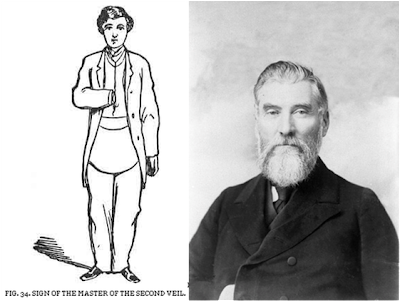 FIG. 34. SIGN OF THE MASTER OF THE SECOND VEIL.